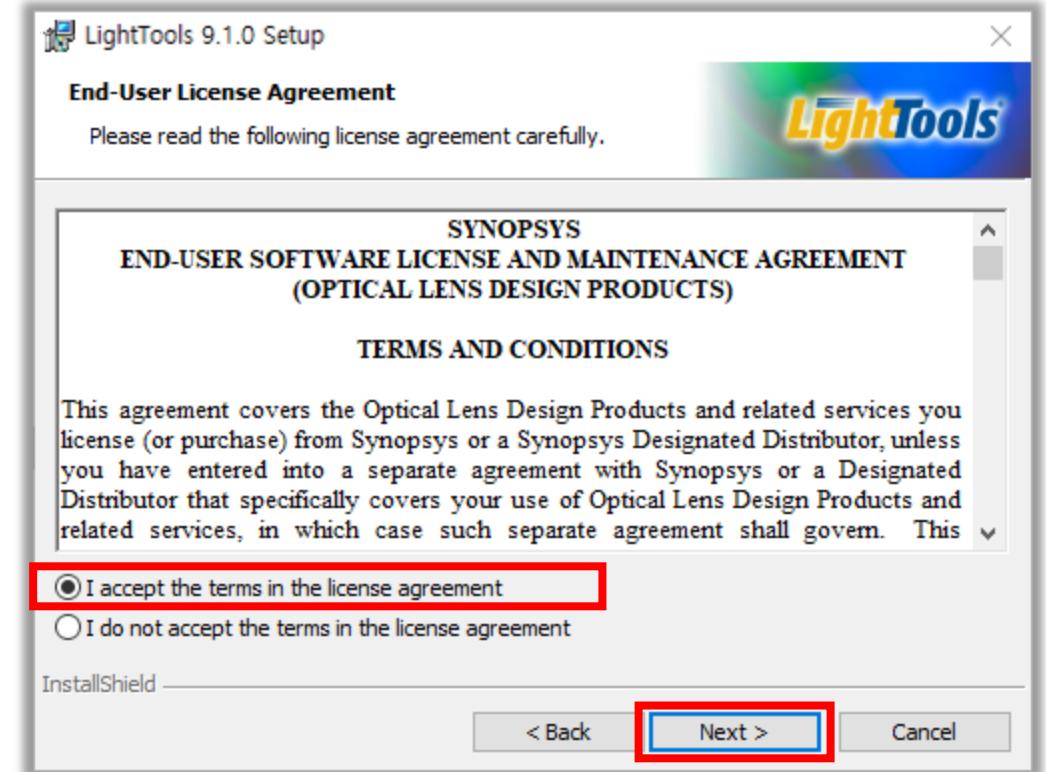 LightTools 9.1.0 Setup
End-User License Agreement
Please read the following license agreement carefully.
LightTools
SYNOPSYS
END-USER SOFTWARE LICENSE AND MAINTENANCE AGREEMENT
(OPTICAL LENS DESIGN PRODUCTS)
TERMS AND CONDITIONS
This agreement covers the Optical Lens Design Products and related services you
license (or purchase) from Synopsys or a Synopsys Designated Distributor, unless
you have entered into a separate agreement with Synopsys or a Designated
Distributor that specifically covers your use of Optical Lens Design Products and
related services, in which case such separate agreement shall govern. This
I accept the terms in the license agreement
I do not accept the terms in the license agreement
InstallShield
< Back Next > Cancel